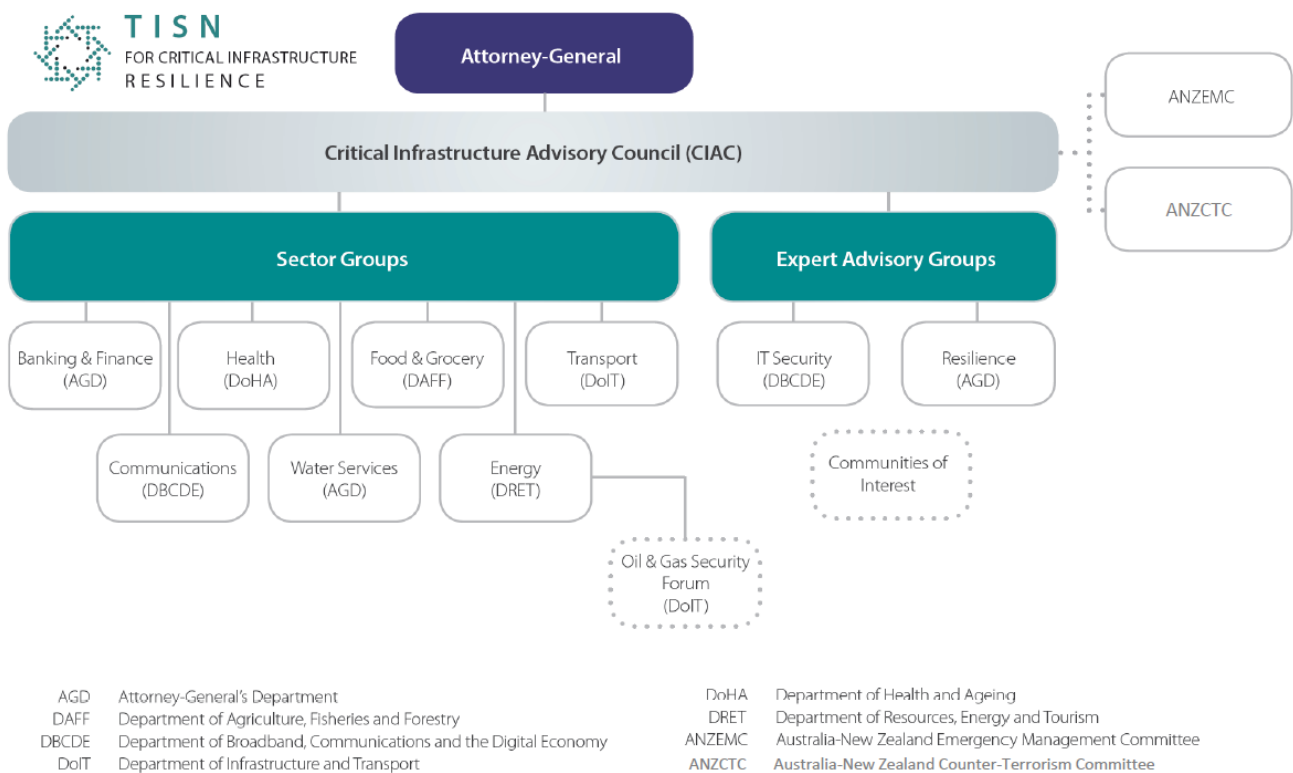 TISN
FOR CRITICAL INFRASTRUCTURE
RESILIENCE
Attorney-General
ANZEMC
Critical Infrastructure Advisory Council (CIAC)
ANZCTC
Sector Groups
Expert Advisory Groups
Banking & Finance
(AGD)
Health
(DoHA)
Food & Grocery
(DAFF)
Transport
(DoIT)
IT Security
(DBCDE)
Resilience
(AGD)
Communications
(DBCDE)
Water Services
(AGD)
Energy
(DRET)
Communities of
Interest
Oil & Gas Security
Forum
(DoIT)
AGD Attorney-General's Department
DAFF Department of Agriculture, Fisheries and Forestry
DBCDE Department of Broadband, Communications and the Digital Economy
DoIT Department of Infrastructure and Transport
DoHA Department of Health and Ageing
DRET Department of Resources, Energy and Tourism
ANZEMC Australia-New Zealand Emergency Management Committee
ANZCTC Australia-New Zealand Counter-Terrorism Committee